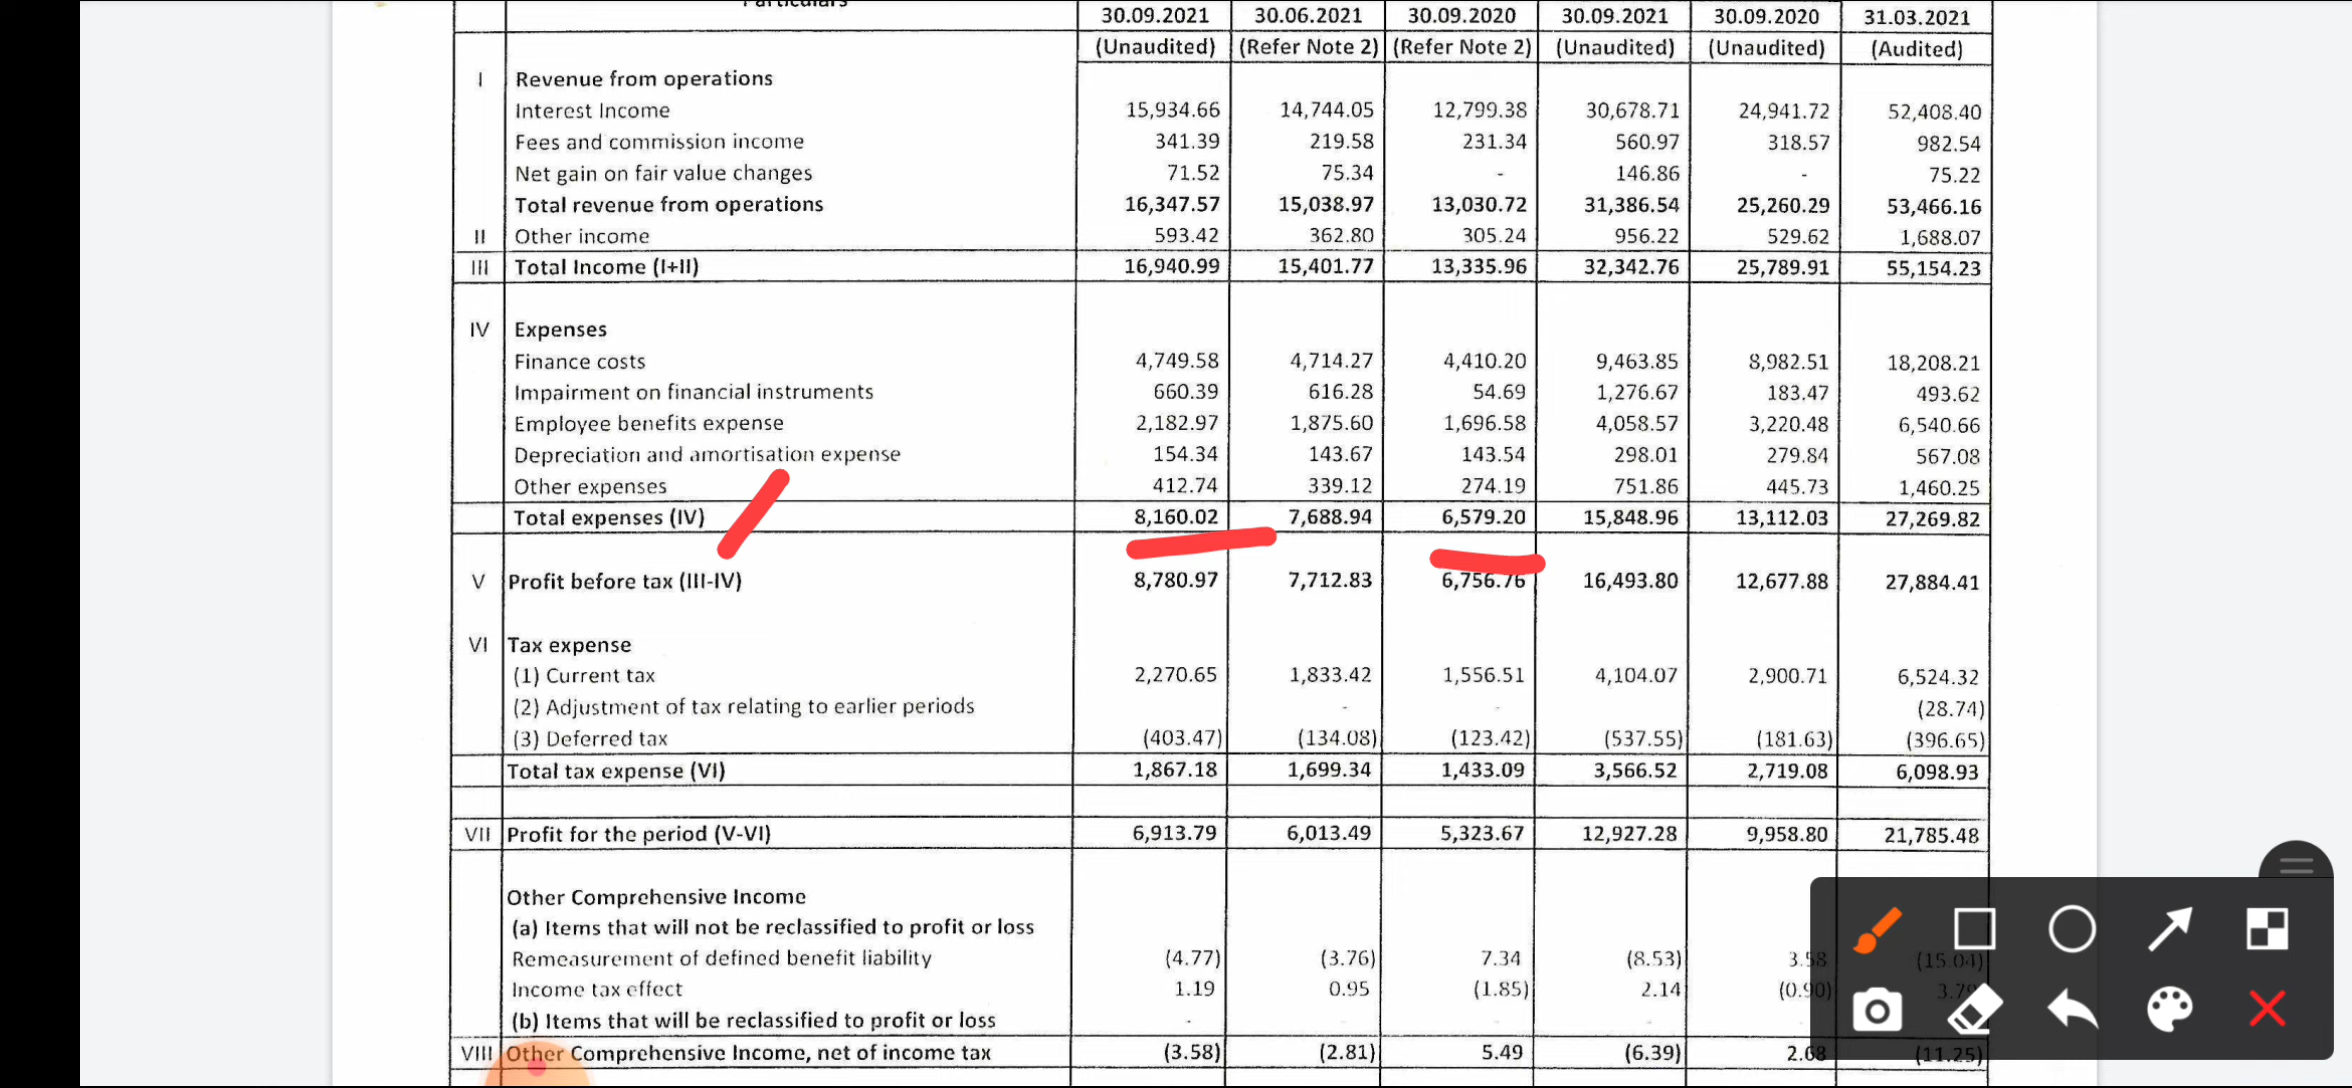 30.09.2021 30.06.2021 30.09.2020 30.09.2021 30.09.2020 31.03.2021
(Unaudited) (Refer Note 2) (Refer Note 2) (Unaudited) (Unaudited) (Audited)
I Revenue from operations
Interest Income 15,934.66 14,744.05 12,799.38 30,678.71 24,941.72 52,408.40
Fees and commission income 341.39 219.58 231.34 560.97 318.57 982.54
Net gain on fair value changes 71.52 75.34 - 146.86 - 75.22
Total revenue from operations 16,347.57 15,038.97 13,030.72 31,386.54 25,260.29 53,466.16
II Other income 593.42 362.80 305.24 956.22 529.62 1,688.07
III Total Income (I+II) 16,940.99 15,401.77 13,335.96 32,342.76 25,789.91 55,154.23
IV Expenses
Finance costs 4,749.58 4,714.27 4,410.20 9,463.85 8,982.51 18,208.21
Impairment on financial instruments 660.39 616.28 54.69 1,276.67 183.47 493.62
Employee benefits expense 2,182.97 1,875.60 1,696.58 4,058.57 3,220.48 6,540.66
Depreciation and amortisation expense 154.34 143.67 143.54 298.01 279.84 567.08
Other expenses 412.74 339.12 274.19 751.86 445.73 1,460.25
Total expenses (IV) 8,160.02 7,688.94 6,579.20 15,848.96 13,112.03 27,269.82
V Profit before tax (III-IV) 8,780.97 7,712.83 6,756.76 16,493.80 12,677.88 27,884.41
VI Tax expense
(1) Current tax 2,270.65 1,833.42 1,556.51 4,104.07 2,900.71 6,524.32
(2) Adjustment of tax relating to earlier periods - - (28.74)
(3) Deferred tax (403.47) (134.08) (123.42) (537.55) (181.63) (396.65)
Total tax expense (VI) 1,867.18 1,699.34 1,433.09 3,566.52 2,719.08 6,098.93
VII Profit for the period (V-VI) 6,913.79 6,013.49 5,323.67 12,927.28 9,958.80 21,785.48
Other Comprehensive Income
(a) Items that will not be reclassified to profit or loss
Remeasurement of defined benefit liability (4.77) (3.76) 7.34 (8.53) 3.58 (15.04)
Income tax effect 1.19 0.95 (1.85) 2.14 (0.90)
(b) Items that will be reclassified to profit or loss - - - -
VIII Other Comprehensive Income, net of income tax (3.58) (2.81) 5.49 (6.39) 2.68 (11.25)